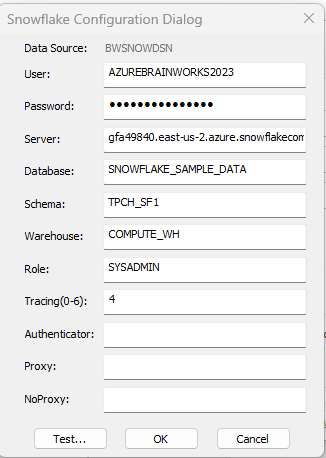 Snowflake Configuration Dialog
Data Source: BWSNOWDSN
User: AZUREBRAINWORKS2023
Password: ●●●●●●●●●●●●●●●
Server: gfa49840.east-us-2.azure.snowflakecom
Database: SNOWFLAKE_SAMPLE_DATA
Schema: TPCH_SF1
Warehouse: COMPUTE_WH
Role: SYSADMIN
Tracing(0-6): 4
Authenticator:
Proxy:
NoProxy:
Test... OK Cancel